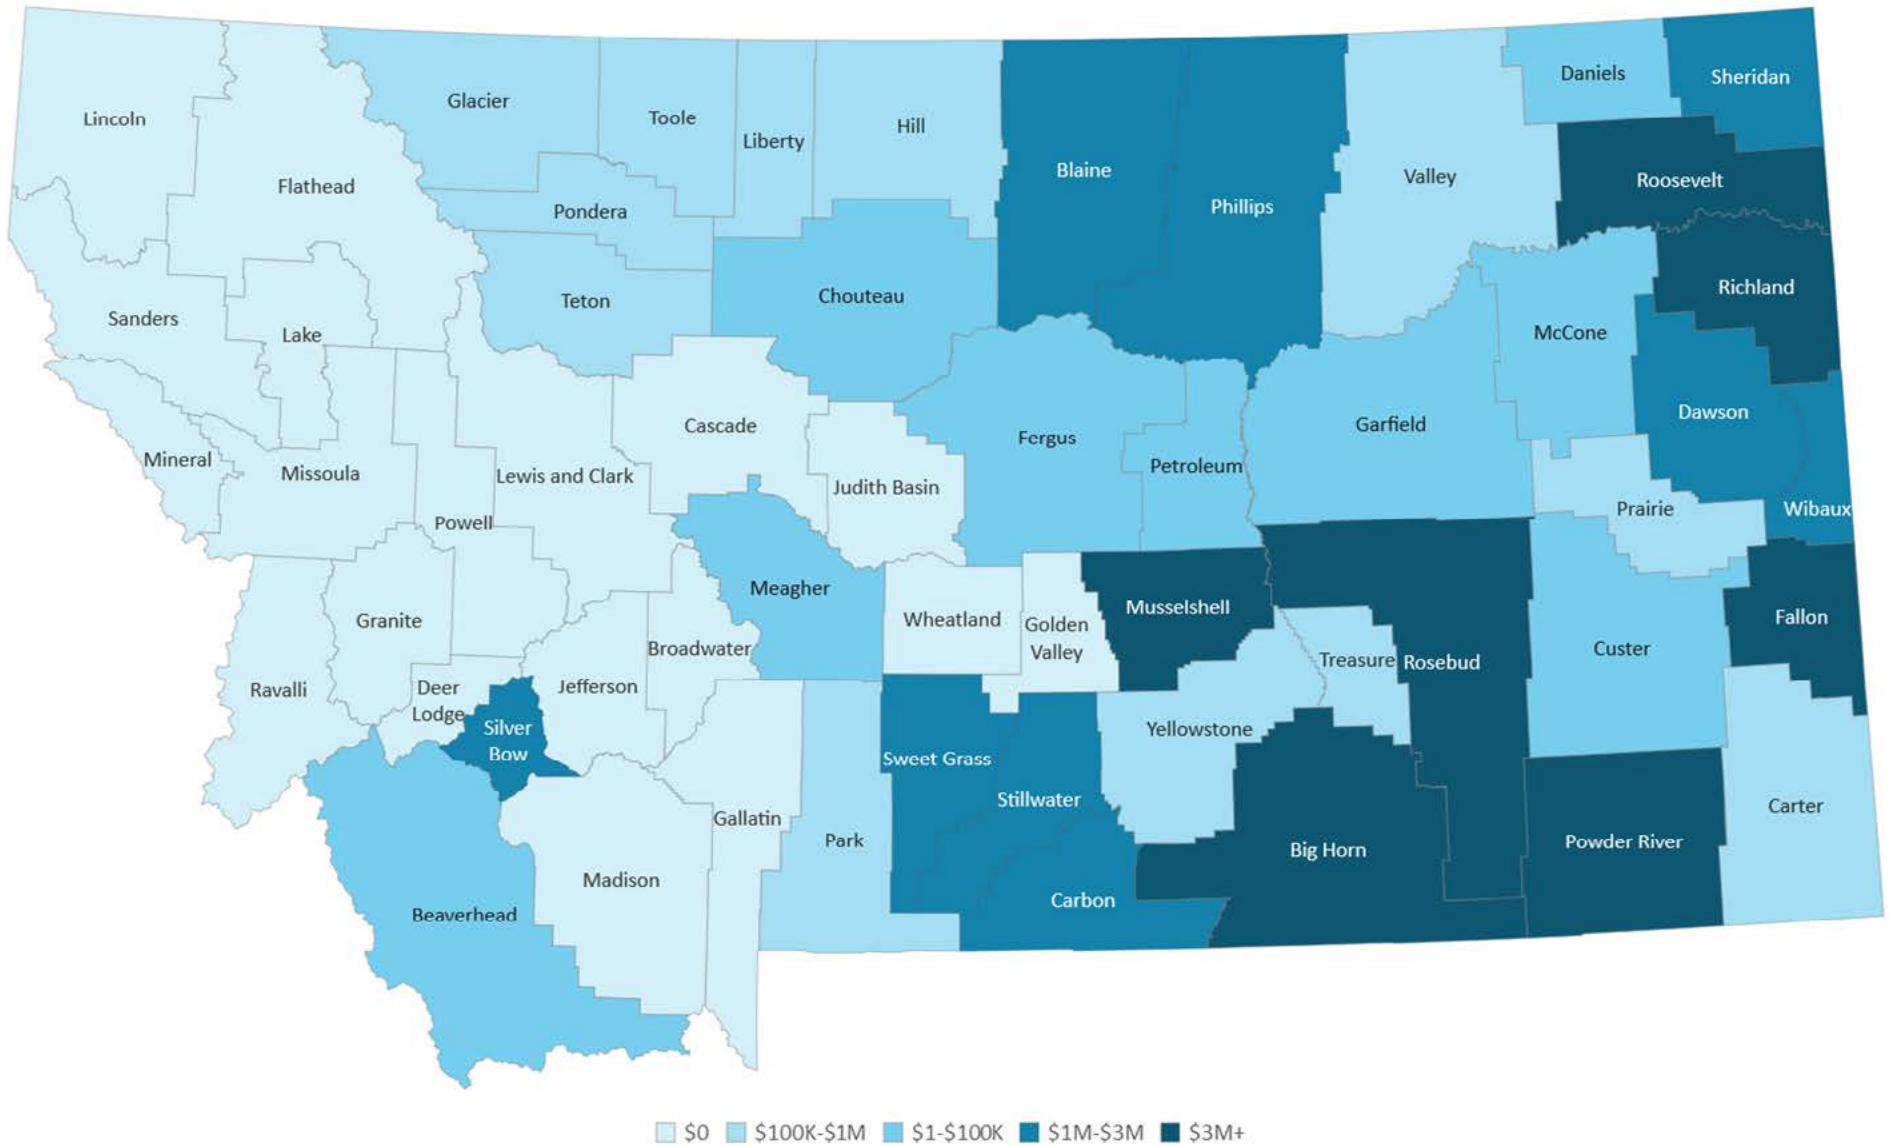 Lincoln
Flathead
Glacier
Toole
Liberty
Hill
Blaine
Phillips
Valley
Daniels
Sheridan
Roosevelt
Pondera
Teton
Chouteau
Richland
McCone
Sanders
Lake
Cascade
Judith Basin
Fergus
Petroleum
Garfield
Dawson
Prairie
Wibaux
Mineral
Missoula
Powell
Lewis and Clark
Meagher
Wheatland
Golden
Valley
Musselshell
Treasure
Rosebud
Custer
Fallon
Granite
Ravalli
Deer
Lodge
Silver
Bow
Jefferson
Broadwater
Gallatin
Park
Sweet Grass
Stillwater
Yellowstone
Carbon
Big Horn
Powder River
Carter
Madison
Beaverhead
$0 $100K-$1M $1-$100K $1M-$3M $3M+